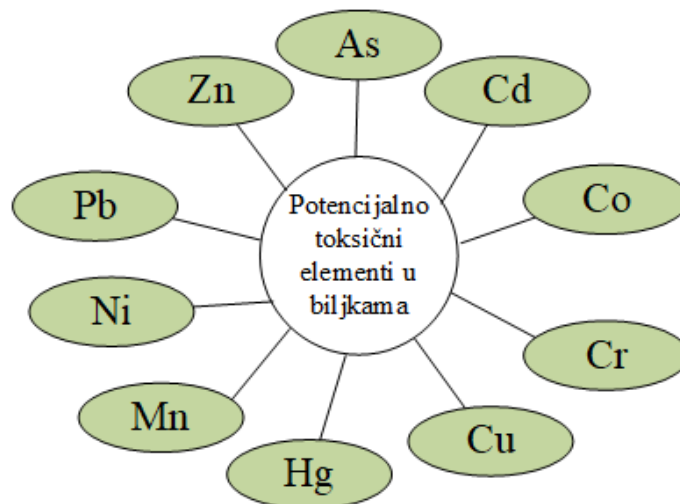 As
Zn
Cd
Pb
Potencijalno
toksični
elementi u
biljkama
Co
Ni
Cr
Mn
Cu
Hg